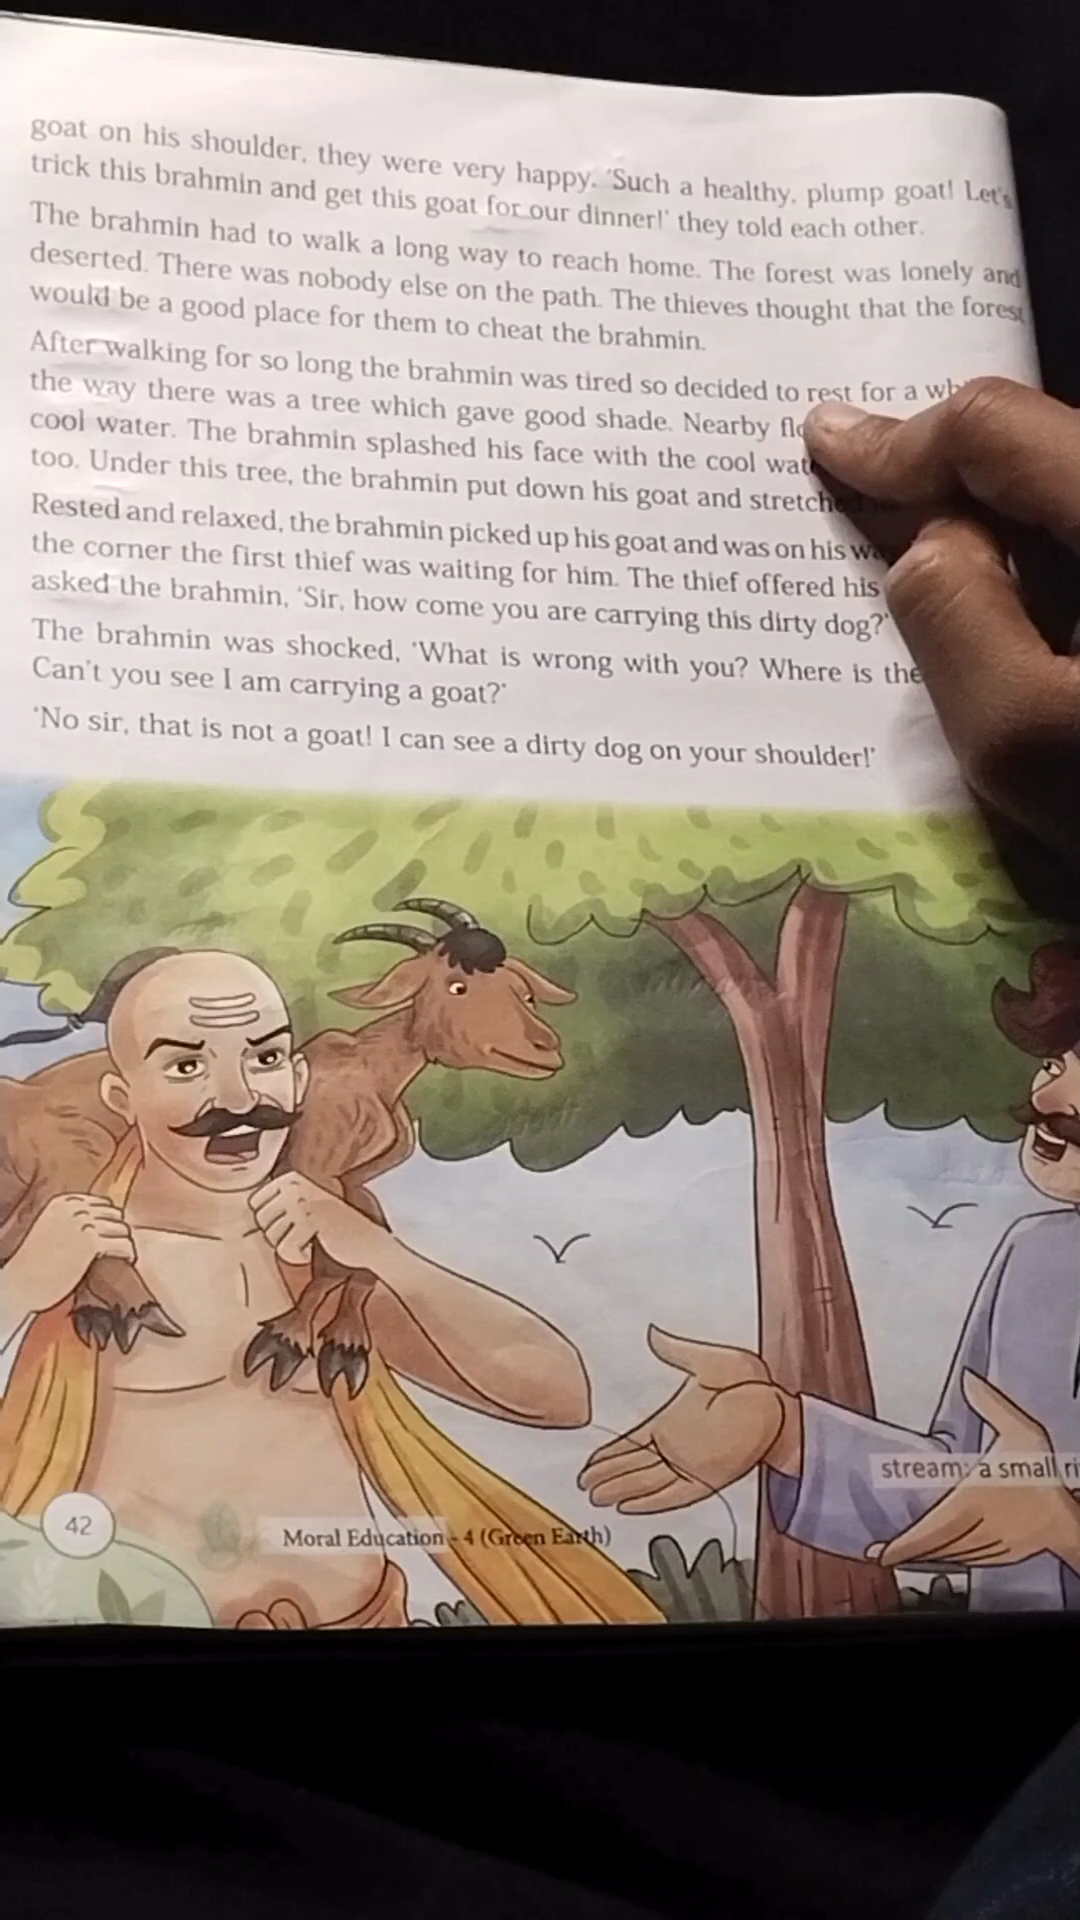 goat on his shoulder, they were very happy. 'Such a healthy, plump goat! Let's
trick this brahmin and get this goat for our dinner!' they told each other.
The brahmin had to walk a long way to reach home. The forest was lonely and
deserted. There was nobody else on the path. The thieves thought that the forest
would be a good place for them to cheat the brahmin.
After walking for so long the brahmin was tired so decided to rest for a
the way there was a tree which gave good shade. Nearby
cool water. The brahmin splashed his face with the cool
too. Under this tree, the brahmin put down his goat and
Rested and relaxed, the brahmin picked up his goat and was on his
the corner the first thief was waiting for him. The thief offered his
asked the brahmin, 'Sir, how come you are carrying this dirty dog?'
The brahmin was shocked, 'What is wrong with you? Where is the
Can't you see I am carrying a goat?'
'No sir, that is not a goat! I can see a dirty dog on your shoulder!'
stream: a small
42
Moral Education - 4 (Green Earth)